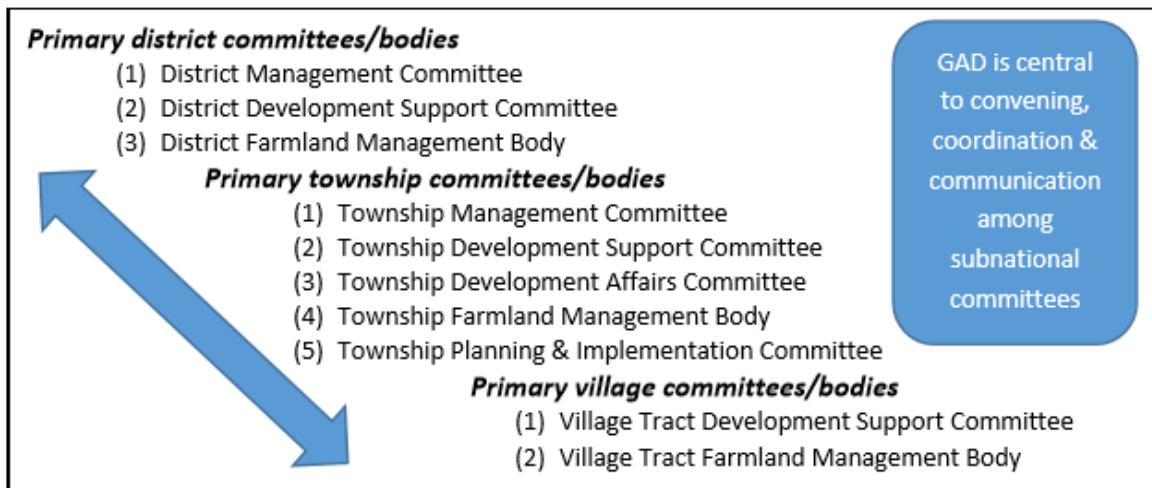 Primary district committees/bodies
(1) District Management Committee
(2) District Development Support Committee
(3) District Farmland Management Body
Primary township committees/bodies
(1) Township Management Committee
(2) Township Development Support Committee
(3) Township Development Affairs Committee
(4) Township Farmland Management Body
(5) Township Planning & Implementation Committee
Primary village committees/bodies
(1) Village Tract Development Support Committee
(2) Village Tract Farmland Management Body
GAD is central
to convening,
coordination &
communication
among
subnational
committees